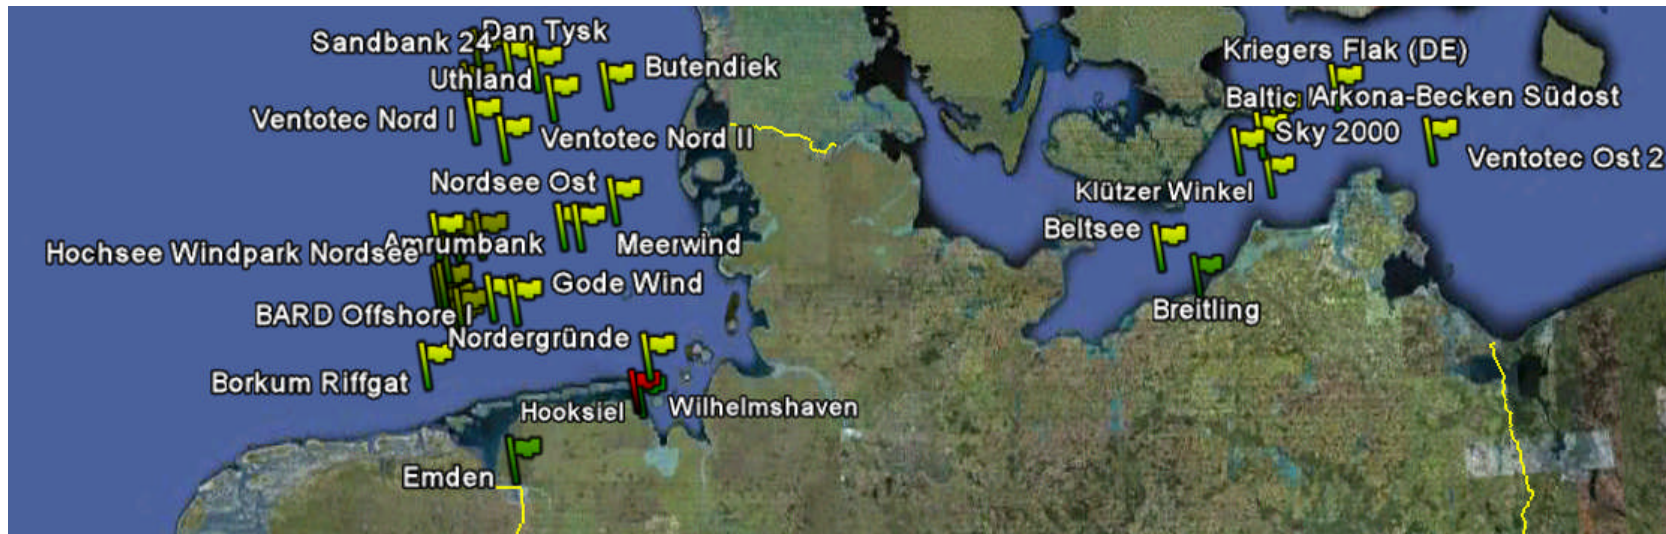 Dan Tysk
Sandbank 24
Uthland
Butendiek
Ventotec Nord I
Ventotec Nord II
Nordsee Ost
Amrumbank
Meerwind
Hochsee Windpark Nordsee
Gode Wind
BARD Offshore I
Nordergründe
Borkum Riffgat
Hooksiel
Wilhelmshaven
Emden
Kriegers Flak (DE)
Baltic
Arkona-Becken Südost
Sky 2000
Ventotec Ost 2
Klützer Winkel
Beltsee
Breitling